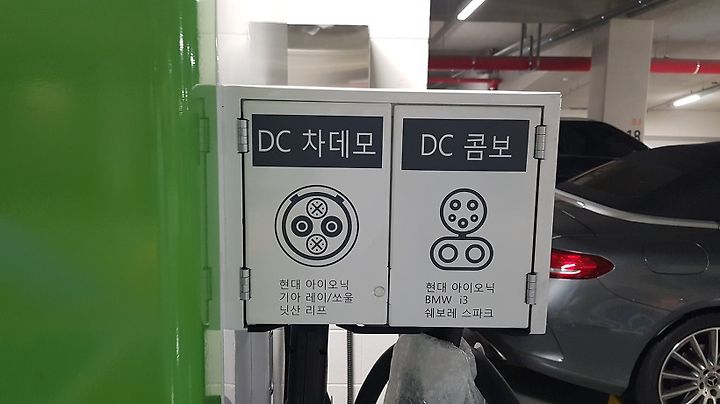 DC 차데모
현대 아이오닉
기아 레이/쏘울
닛산 리프
DC 콤보
현대 아이오닉
BMW i3
쉐보레 스파크
18